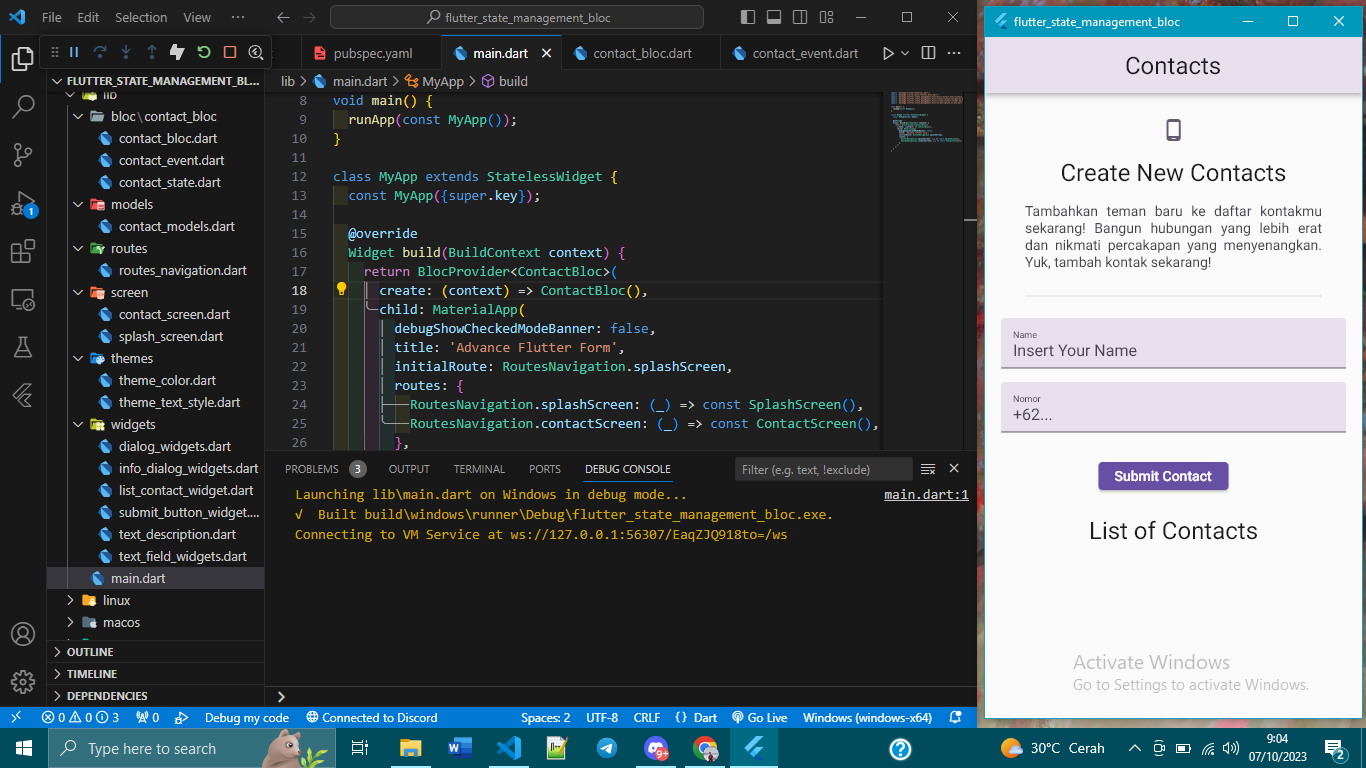 File Edit Selection View ···
flutter_state_management_bloc
pubspec.yaml
main.dart
contact_bloc.dart
contact_event.dart
lib > main.dart > MyApp > build
FLUTTER_STATE_MANAGEMENT_BL...
lib
bloc \ contact_bloc
contact_bloc.dart
contact_event.dart
contact_state.dart
models
contact_models.dart
routes
routes_navigation.dart
screen
contact_screen.dart
splash_screen.dart
themes
theme_color.dart
theme_text_style.dart
widgets
dialog_widgets.dart
info_dialog_widgets.dart
list_contact_widget.dart
submit_button_widget....
text_description.dart
text_field_widgets.dart
main.dart
linux
macos
OUTLINE
TIMELINE
DEPENDENCIES
1
8 void main() {
9 runApp(const MyApp());
10 }
11
12 class MyApp extends StatelessWidget {
13 const MyApp({super.key});
14
15 @override
16 Widget build(BuildContext context) {
17 return BlocProvider<ContactBloc>(
18 create: (context) => ContactBloc(),
19 child: MaterialApp(
20 debugShowCheckedModeBanner: false,
21 title: 'Advance Flutter Form',
22 initialRoute: RoutesNavigation.splashScreen,
23 routes: {
24 RoutesNavigation.splashScreen: (_) => const SplashScreen(),
25 RoutesNavigation.contactScreen: (_) => const ContactScreen(),
26 },
PROBLEMS 3 OUTPUT TERMINAL PORTS DEBUG CONSOLE
Filter (e.g. text, !exclude)
Launching lib\main.dart on Windows in debug mode... main.dart:1
√ Built build\windows\runner\Debug\flutter_state_management_bloc.exe.
Connecting to VM Service at ws://127.0.0.1:56307/EaqZJQ918to=/ws
0 0 3 0 Debug my code Connected to Discord Spaces: 2 UTF-8 CRLF {} Dart Go Live Windows (windows-x64)
flutter_state_management_bloc
Contacts
Create New Contacts
Tambahkan teman baru ke daftar kontakmu
sekarang! Bangun hubungan yang lebih erat
dan nikmati percakapan yang menyenangkan.
Yuk, tambah kontak sekarang!
Name
Insert Your Name
Nomor
+62...
Submit Contact
List of Contacts
Activate Windows
Go to Settings to activate Windows.
Type here to search
9+
30°C Cerah
9:04
07/10/2023
2